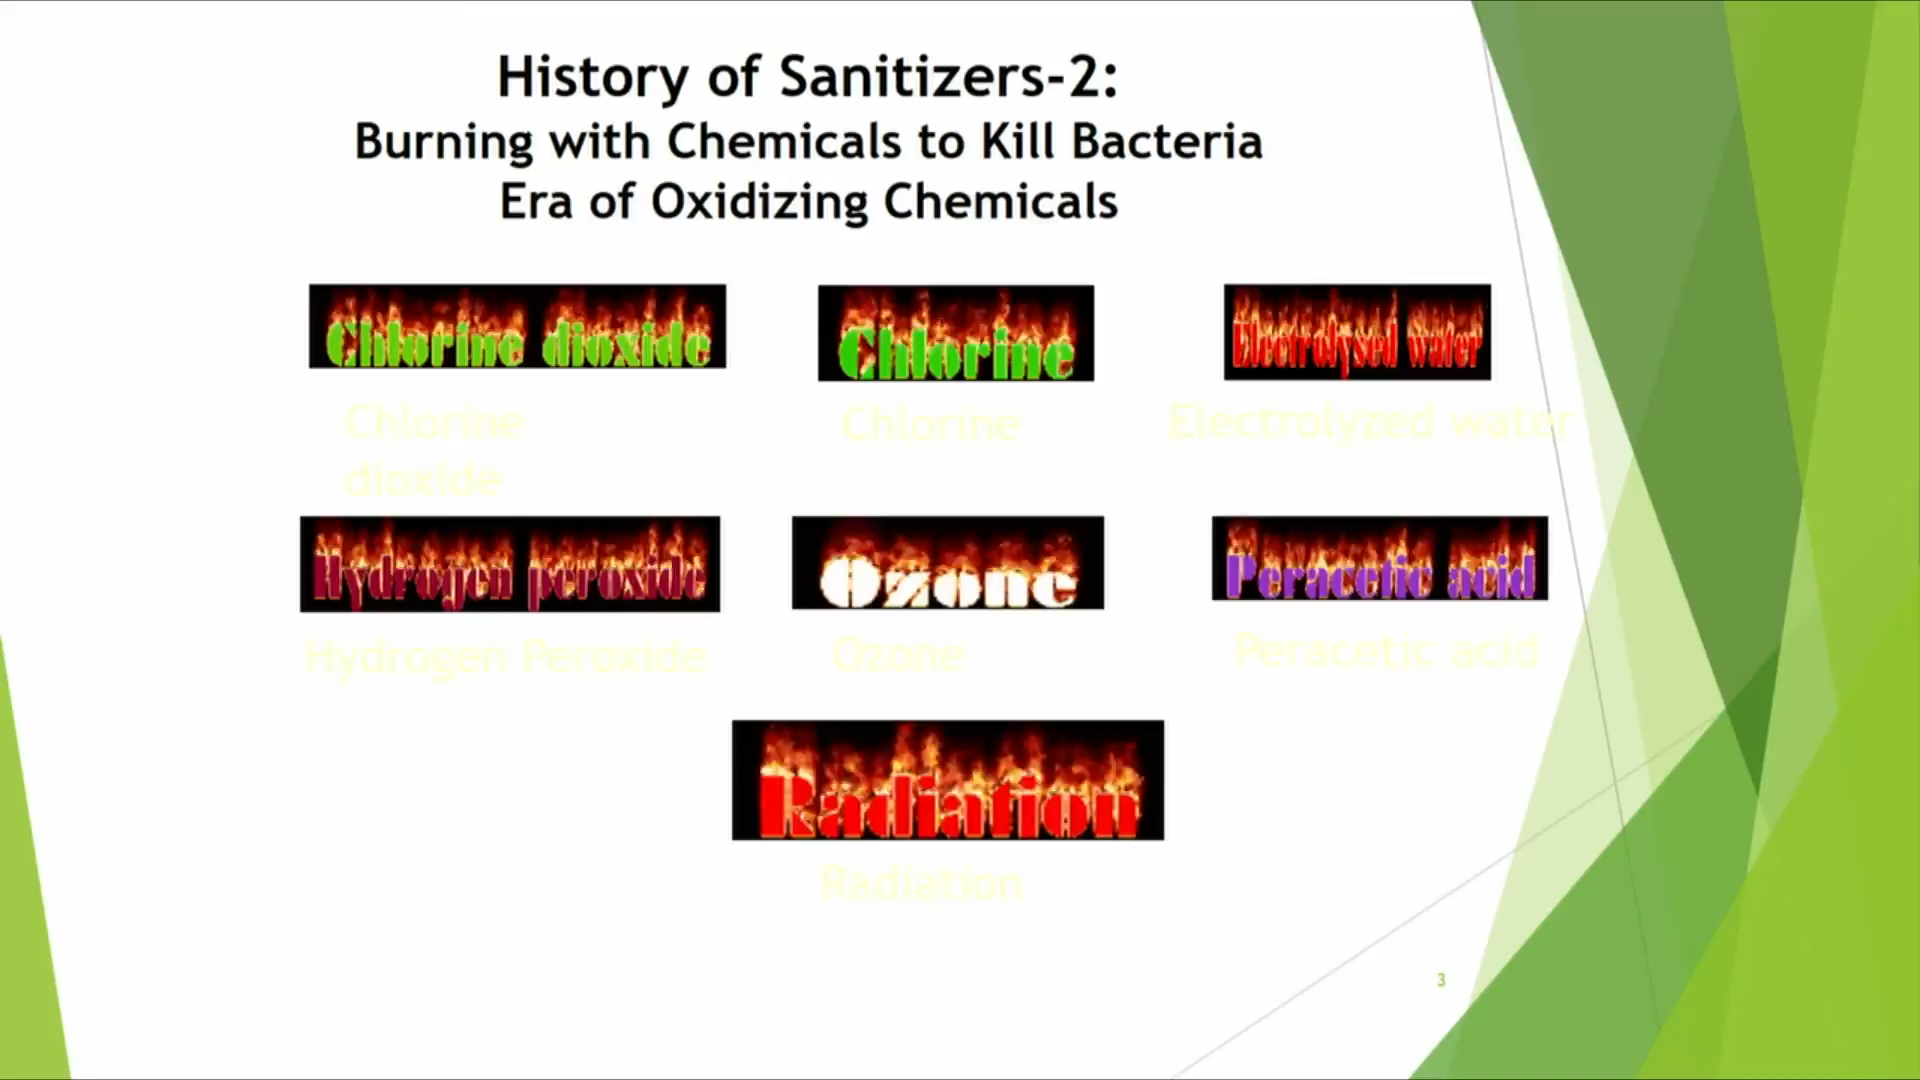 History of Sanitizers-2:
Burning with Chemicals to Kill Bacteria
Era of Oxidizing Chemicals
Chlorine dioxide
Chlorine
Electrolysed water
Chlorine
dioxide
Chlorine
Electrolyzed water
Hydrogen peroxide
Ozone
Peracetic acid
Hydrogen Peroxide
Ozone
Peracetic acid
Radiation
Radiation
3